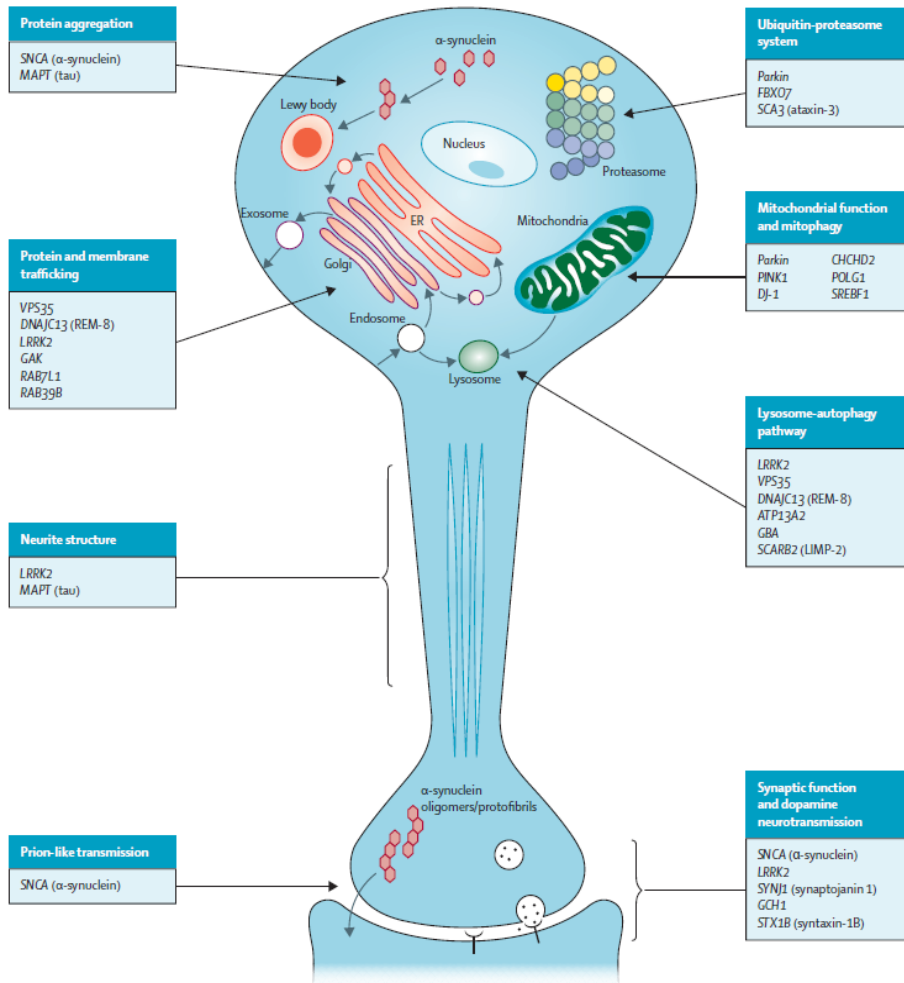 Protein aggregation
SNCA (α-synuclein)
MAPT (tau)
α-synuclein
Lewy body
Nucleus
Proteasome
Ubiquitin-proteasome
system
Parkin
FBXO7
SCA3 (ataxin-3)
Exosome
ER
Golgi
Mitochondria
Endosome
Lysosome
Protein and membrane
trafficking
VPS35
DNAJC13 (REM-8)
LRRK2
GAK
RAB7L1
RAB39B
Mitochondrial function
and mitophagy
Parkin CHCHD2
PINK1 POLG1
DJ-1 SREBF1
Lysosome-autophagy
pathway
LRRK2
VPS35
DNAJC13 (REM-8)
ATP13A2
GBA
SCARB2 (LIMP-2)
Neurite structure
LRRK2
MAPT (tau)
α-synuclein
oligomers/protofibrils
Prion-like transmission
SNCA (α-synuclein)
Synaptic function
and dopamine
neurotransmission
SNCA (α-synuclein)
LRRK2
SYNJ1 (synaptojanin 1)
GCH1
STX1B (syntaxin-1B)